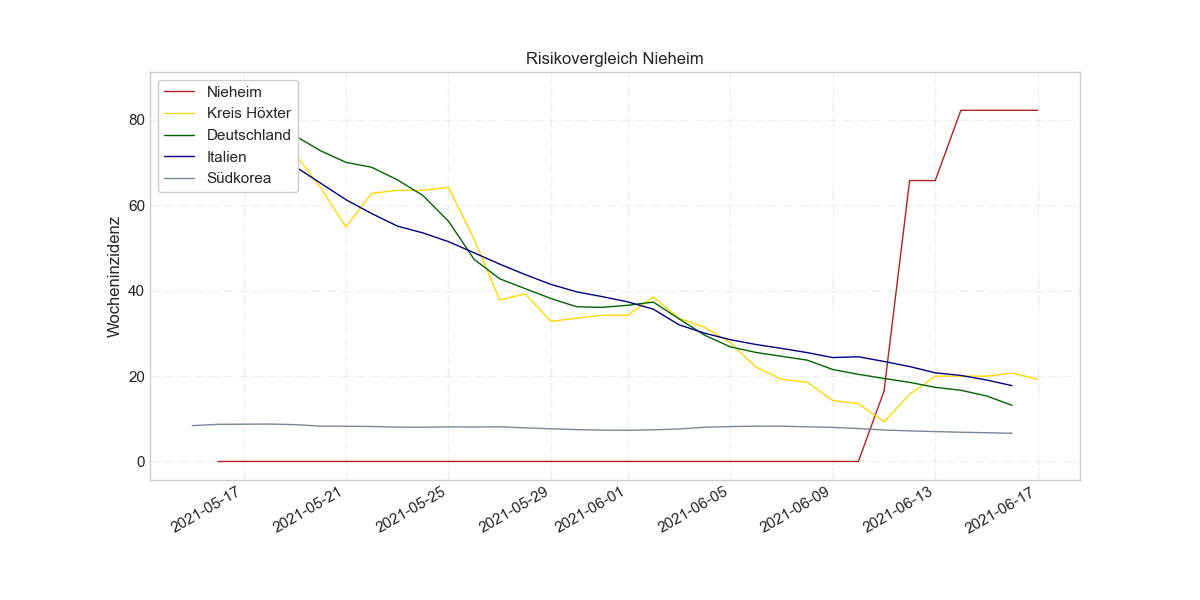 Risikovergleich Nieheim
Nieheim
Kreis Höxter
Deutschland
Italien
Südkorea
Wocheninzidenz
80
60
40
20
0
2021-05-17
2021-05-21
2021-05-25
2021-05-29
2021-06-01
2021-06-05
2021-06-09
2021-06-13
2021-06-17